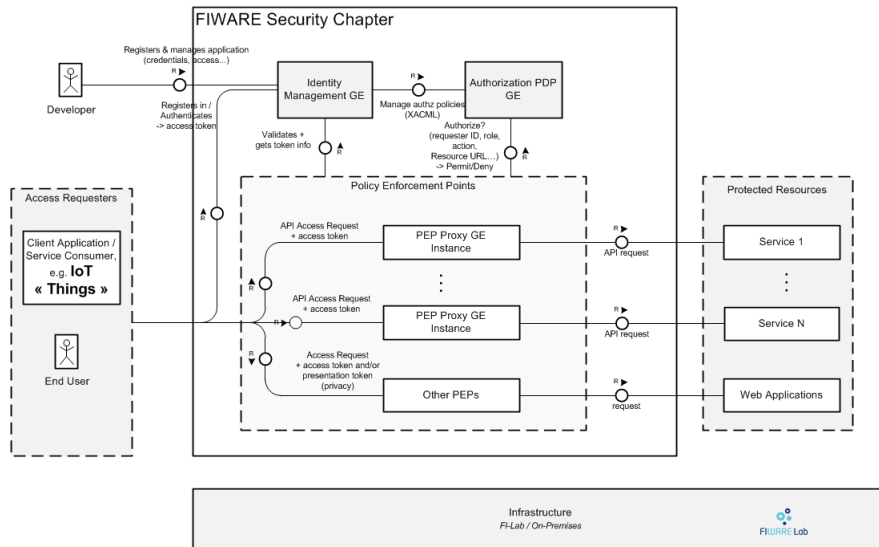 FIWARE Security Chapter
Registers & manages application
(credentials, access...)
R
Developer
Registers in /
Authenticates
-> access token
Identity
Management GE
R
Manage authz policies
(XACML)
Authorization PDP
GE
Validates +
gets token info
R
Authorize?
(requester ID, role,
action,
Resource URL...)
-> Permit/Deny
R
Access Requesters
Client Application /
Service Consumer,
e.g. IoT
« Things »
End User
R
Policy Enforcement Points
API Access Request
+ access token
R
PEP Proxy GE
Instance
R
API request
API Access Request
+ access token
R
PEP Proxy GE
Instance
R
API request
Access Request
+ access token and/or
presentation token
(privacy)
R
Other PEPs
R
request
Protected Resources
Service 1
Service N
Web Applications
Infrastructure
FI-Lab / On-Premises
FIWARE Lab